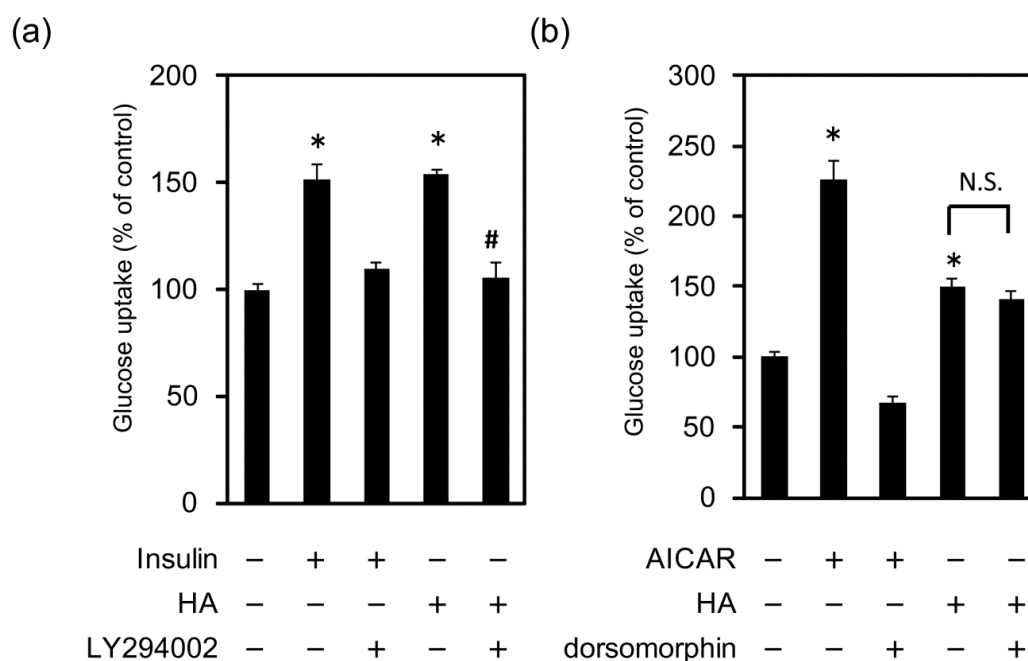 (a)
Glucose uptake (% of control)
200
150
100
50
0
*
*
#
Insulin − + + − −
HA − − − + +
LY294002 − − + − +
(b)
Glucose uptake (% of control)
300
250
200
150
100
50
0
*
*
N.S.
AICAR − + + − −
HA − − − + +
dorsomorphin − − + − +